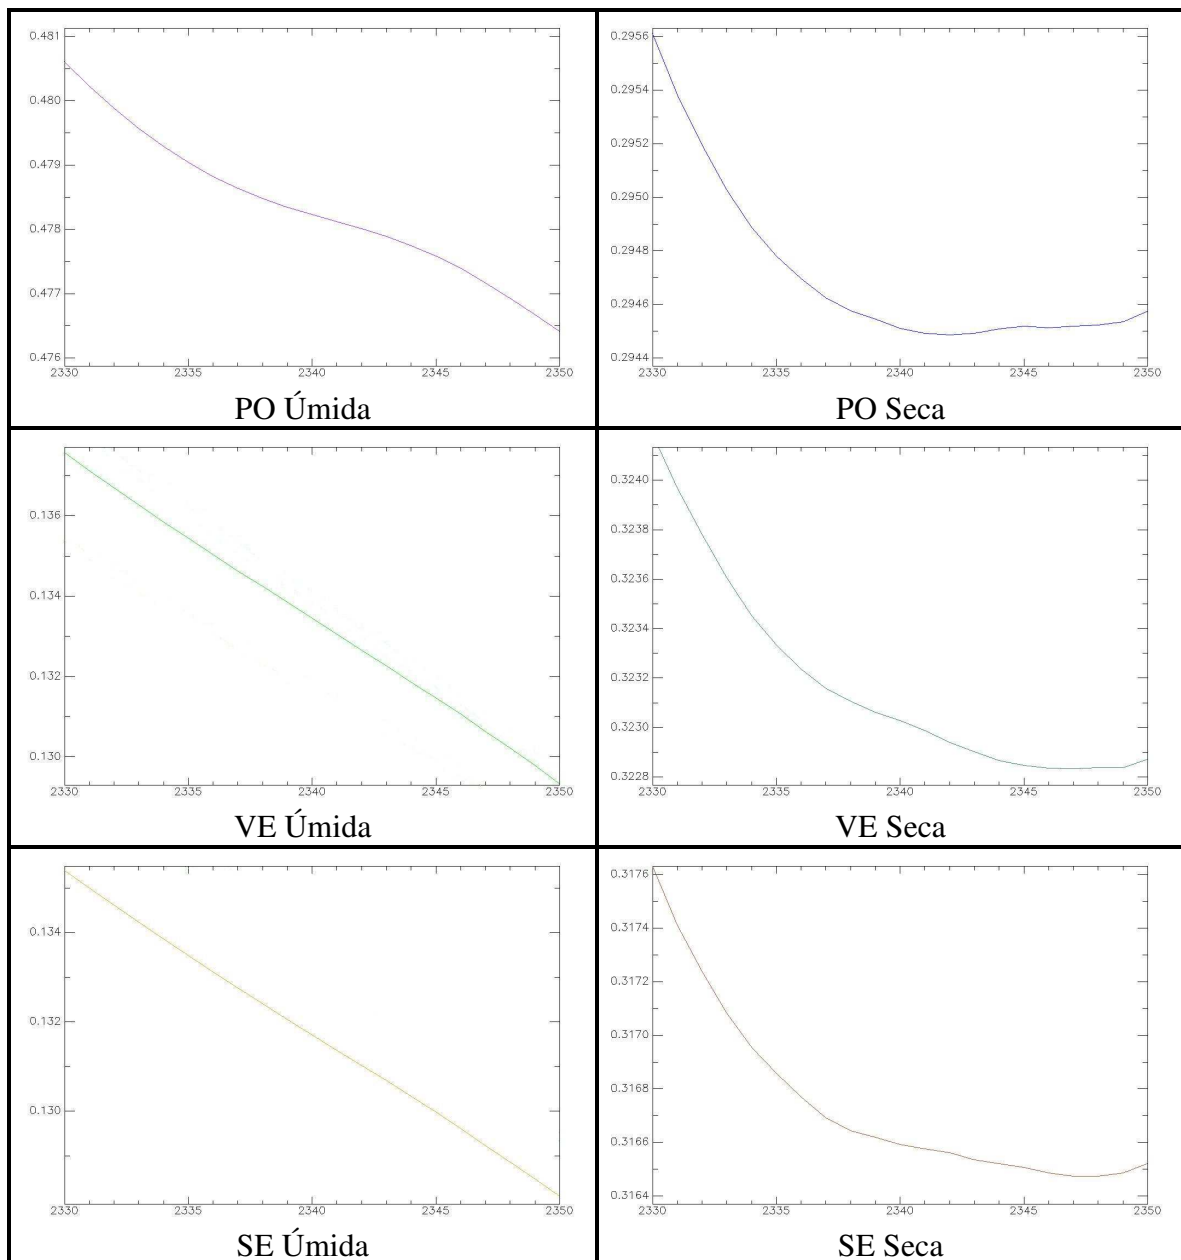 0.481
0.480
0.479
0.478
0.477
0.476
2330 2335 2340 2345 2350
PO Úmida
0.2956
0.2954
0.2952
0.2950
0.2948
0.2946
0.2944
2330 2335 2340 2345 2350
PO Seca
0.136
0.134
0.132
0.130
2330 2335 2340 2345 2350
VE Úmida
0.3240
0.3238
0.3236
0.3234
0.3232
0.3230
0.3228
2330 2335 2340 2345 2350
VE Seca
0.134
0.132
0.130
2330 2335 2340 2345 2350
SE Úmida
0.3176
0.3174
0.3172
0.3170
0.3168
0.3166
0.3164
2330 2335 2340 2345 2350
SE Seca